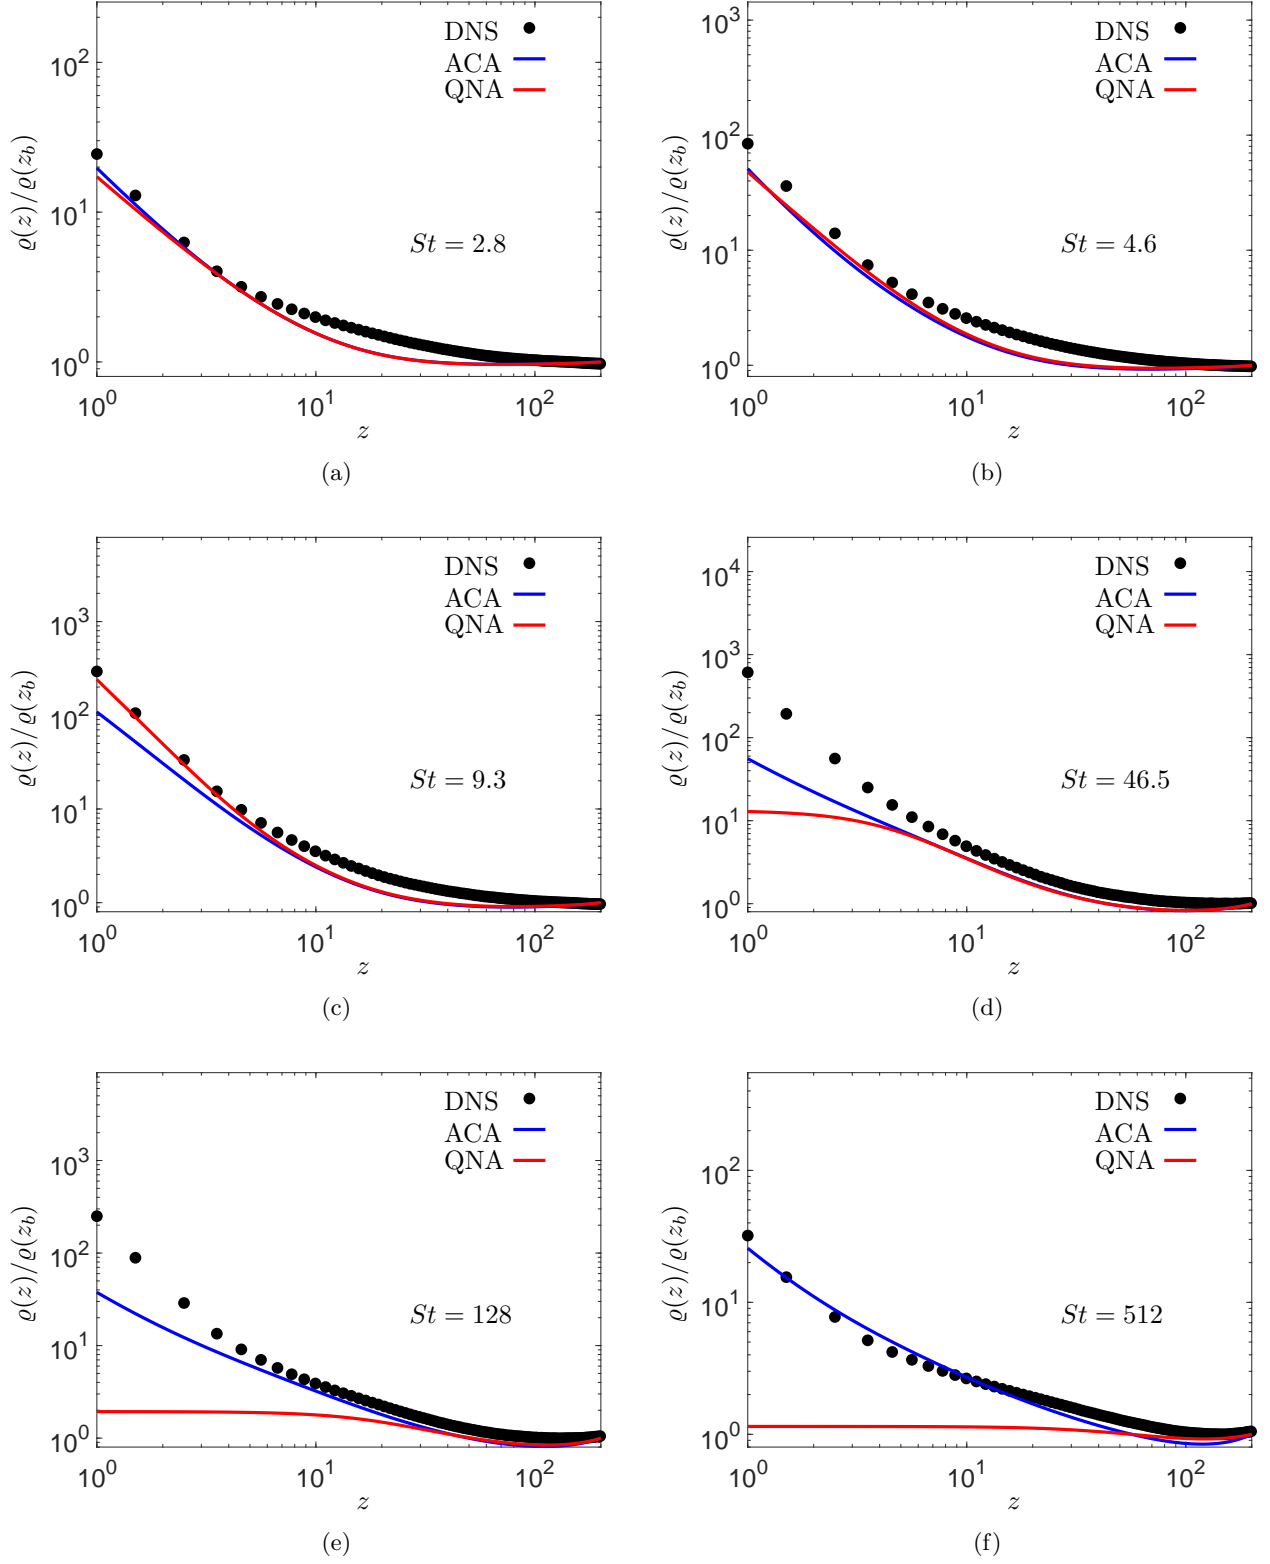 DNS
ACA
QNA
10^2
10^1
10^0
ϱ(z)/ϱ(z_b)
St = 2.8
10^0
10^1
10^2
z
(a)
DNS
ACA
QNA
10^3
10^2
10^1
10^0
ϱ(z)/ϱ(z_b)
St = 4.6
10^0
10^1
10^2
z
(b)
DNS
ACA
QNA
10^3
10^2
10^1
10^0
ϱ(z)/ϱ(z_b)
St = 9.3
10^0
10^1
10^2
z
(c)
DNS
ACA
QNA
10^4
10^3
10^2
10^1
10^0
ϱ(z)/ϱ(z_b)
St = 46.5
10^0
10^1
10^2
z
(d)
DNS
ACA
QNA
10^3
10^2
10^1
10^0
ϱ(z)/ϱ(z_b)
St = 128
10^0
10^1
10^2
z
(e)
DNS
ACA
QNA
10^2
10^1
10^0
ϱ(z)/ϱ(z_b)
St = 512
10^0
10^1
10^2
z
(f)